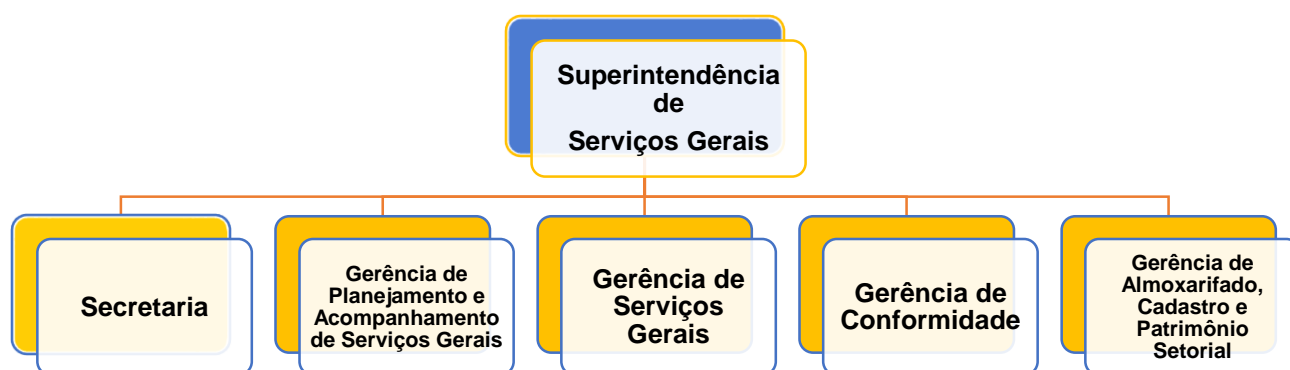 Superintendência
de
Serviços Gerais
Secretaria
Gerência de
Planejamento e
Acompanhamento
de Serviços Gerais
Gerência de
Serviços
Gerais
Gerência de
Conformidade
Gerência de
Almoxarifado,
Cadastro e
Patrimônio
Setorial